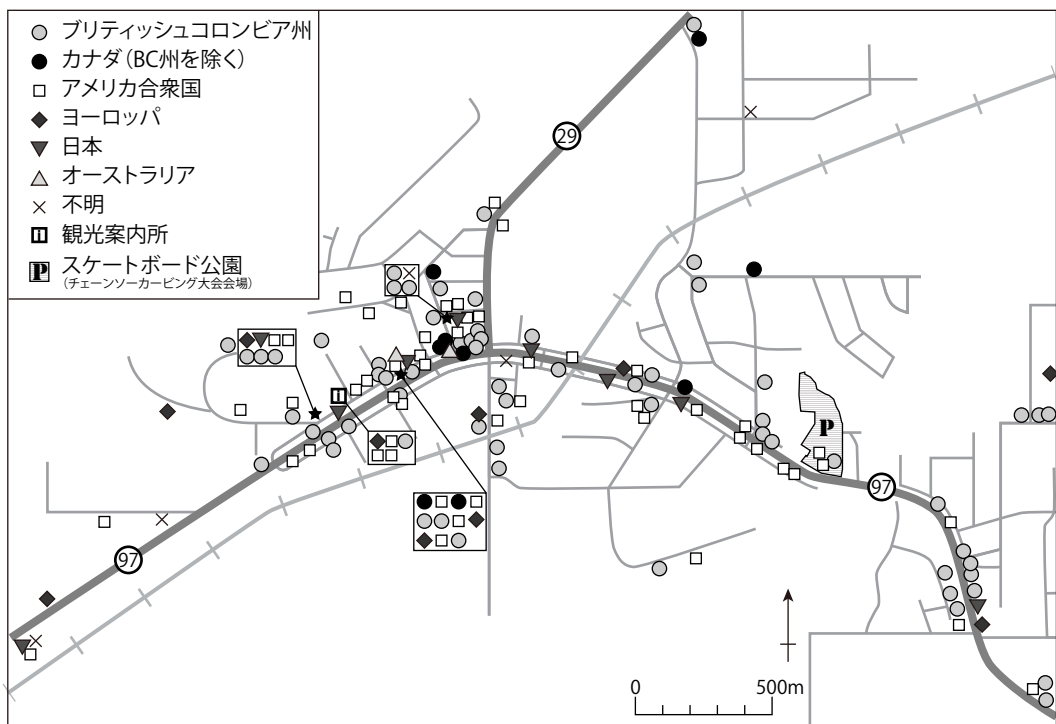 ブリティッシュコロンビア州
カナダ（BC州を除く）
アメリカ合衆国
ヨーロッパ
日本
オーストラリア
不明
i 観光案内所
P スケートボード公園
（チェーンソーカービング大会会場）
29
P
i
97
97
0 500m